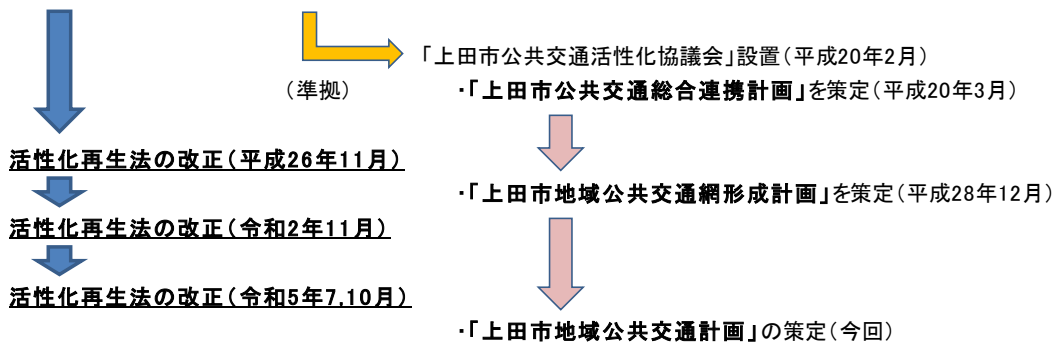 「上田市公共交通活性化協議会」設置（平成20年2月）
（準拠）
・「上田市公共交通総合連携計画」を策定（平成20年3月）
活性化再生法の改正（平成26年11月）
・「上田市地域公共交通網形成計画」を策定（平成28年12月）
活性化再生法の改正（令和2年11月）
活性化再生法の改正（令和5年7,10月）
・「上田市地域公共交通計画」の策定（今回）